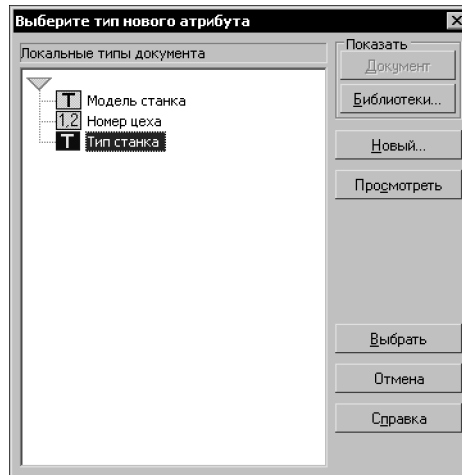 Выберите тип нового атрибута
Локальные типы документа
T Модель станка
1,2 Номер цеха
T Тип станка
Показать
Документ
Библиотеки...
Новый...
Просмотреть
Выбрать
Отмена
Справка